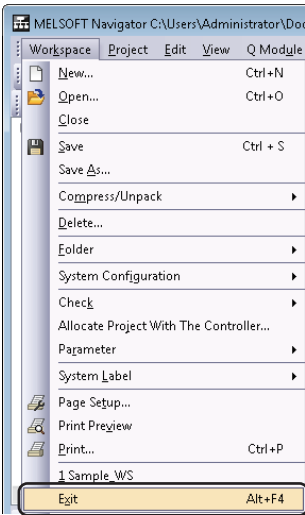 MELSOFT Navigator C:\Users\Administrator\Doc
Workspace Project Edit View Q Module
New... Ctrl+N
Open... Ctrl+O
Close
Save Ctrl + S
Save As...
Compress/Unpack
Delete...
Folder
System Configuration
Check
Allocate Project With The Controller...
Parameter
System Label
Page Setup...
Print Preview
Print... Ctrl+P
1 Sample_WS
Exit Alt+F4